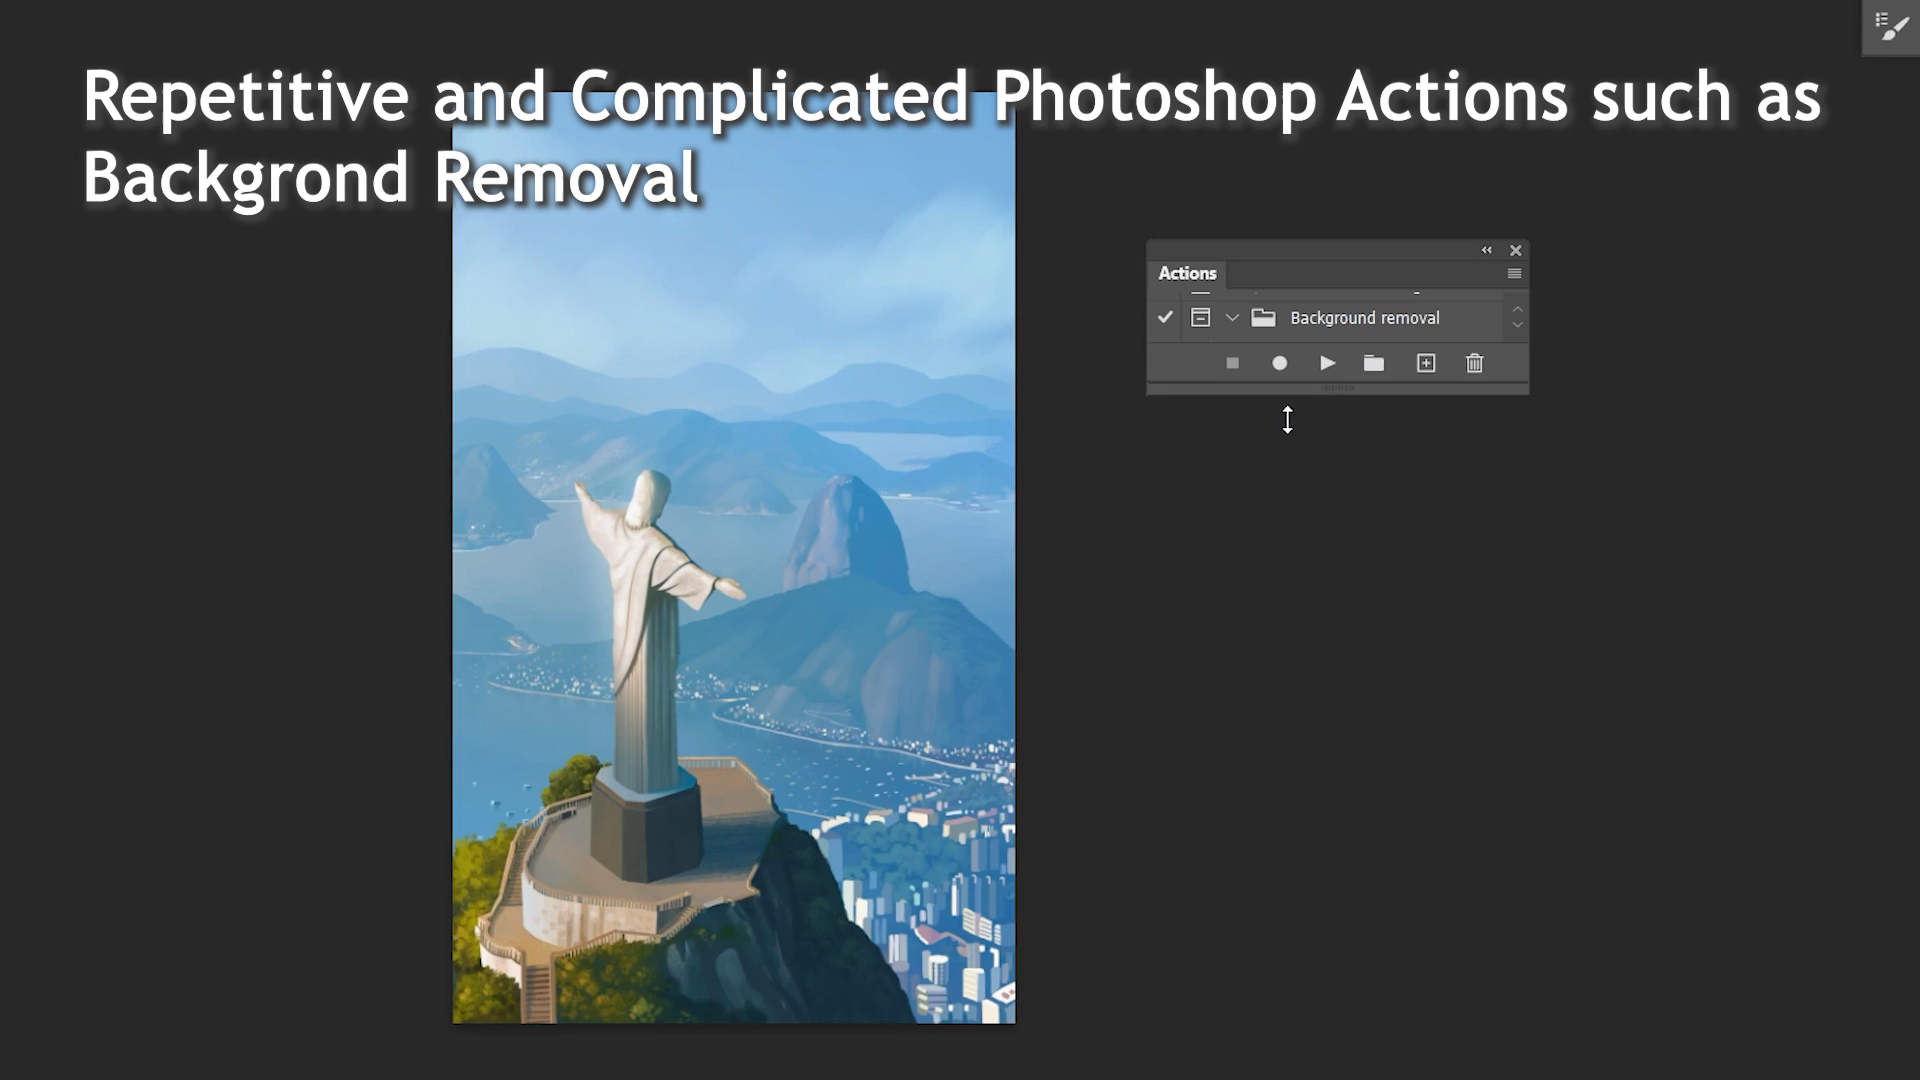 Repetitive and Complicated Photoshop Actions such as
Backgrond Removal
Actions
Background removal